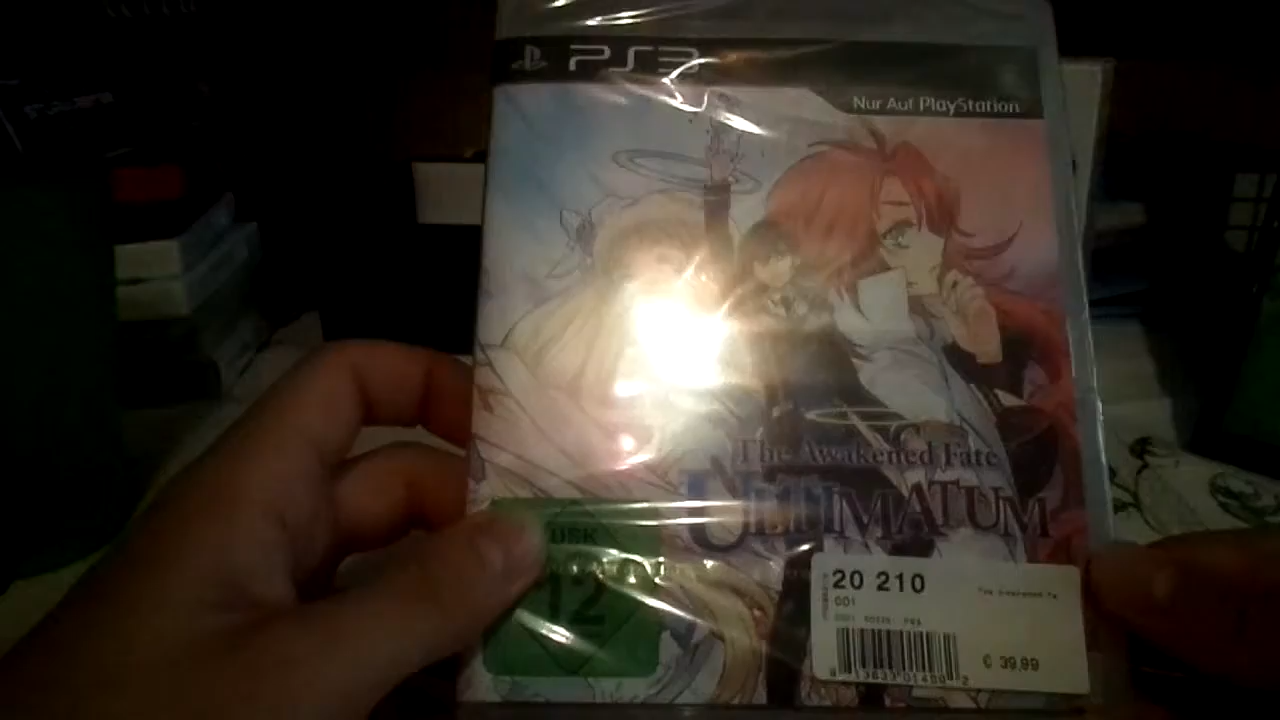 PS3
Nur Auf PlayStation
The Awakened Fate
ULTIMATUM
USK
12
20 210
001
€ 39,99